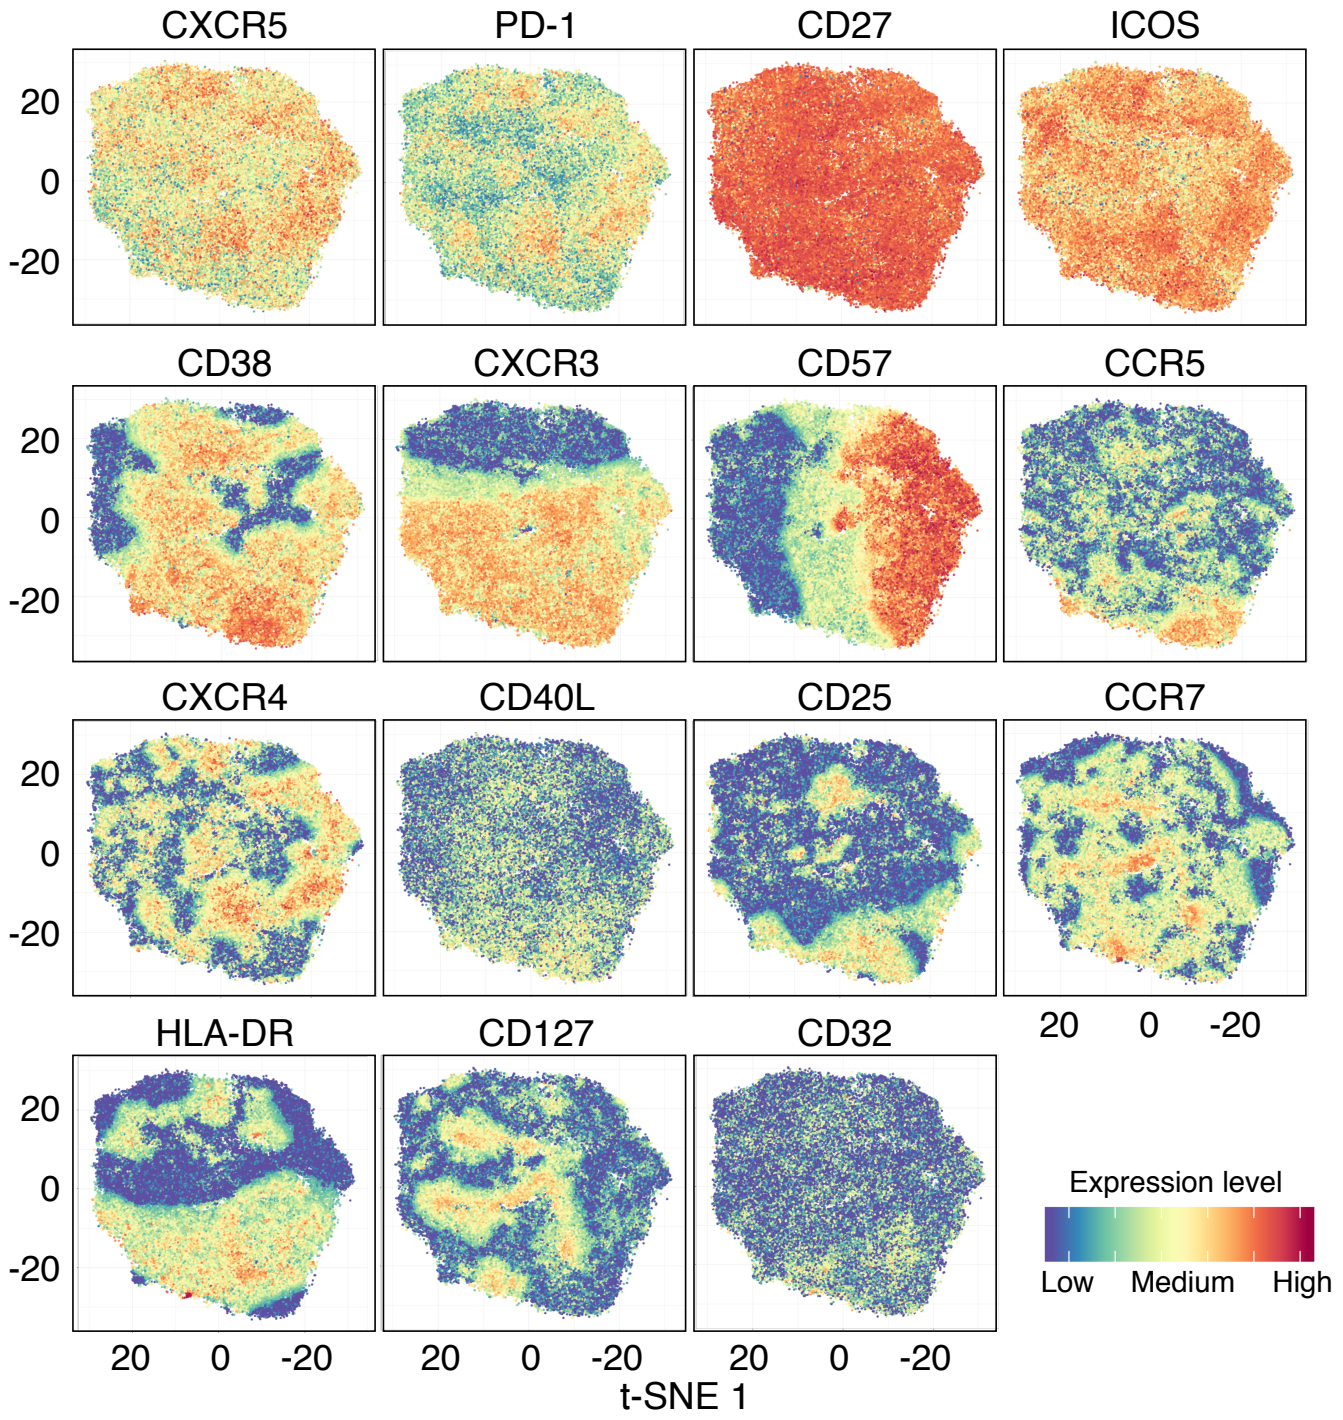 CXCR5 PD-1 CD27 ICOS
20
0
-20
CD38 CXCR3 CD57 CCR5
20
0
-20
CXCR4 CD40L CD25 CCR7
20
0
-20
20 0 -20
HLA-DR CD127 CD32
20
0
-20
Expression level
Low Medium High
20 0 -20 20 0 -20 20 0 -20
t-SNE 1